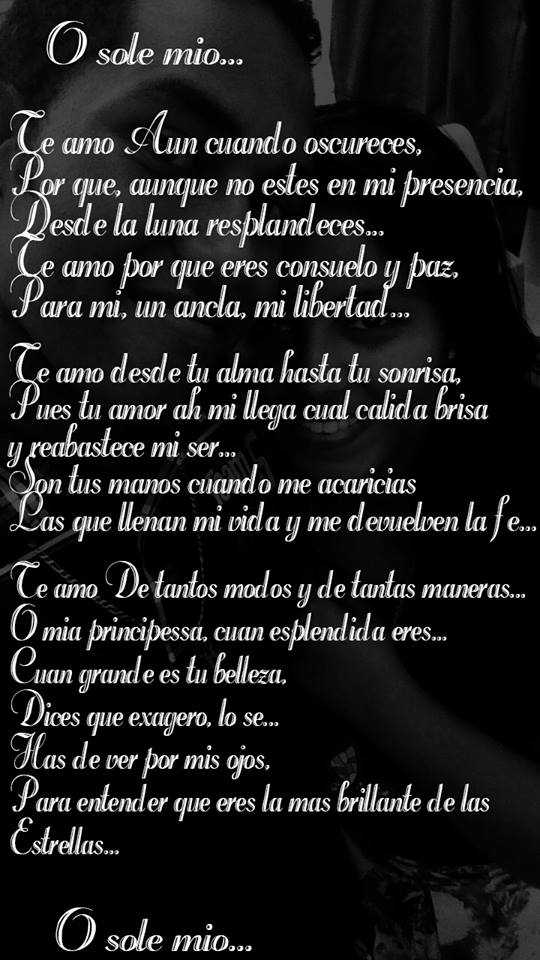 O sole mio...
Te amo Aun cuando oscureces,
Por que, aunque no estes en mi presencia,
Desde la luna resplandeces...
Te amo por que eres consuelo y paz,
Para mi, un ancla, mi libertad...
Te amo desde tu alma hasta tu sonrisa,
Pues tu amor ah mi llega cual calida brisa
y reabastece mi ser...
Son tus manos cuando me acaricias
Las que llenan mi vida y me devuelven la fe...
Te amo De tantos modos y de tantas maneras...
O mia principessa, cuan esplendida eres...
Cuan grande es tu belleza,
Dices que exagero, lo se...
Has de ver por mis ojos,
Para entender que eres la mas brillante de las
Estrellas...
O sole mio...